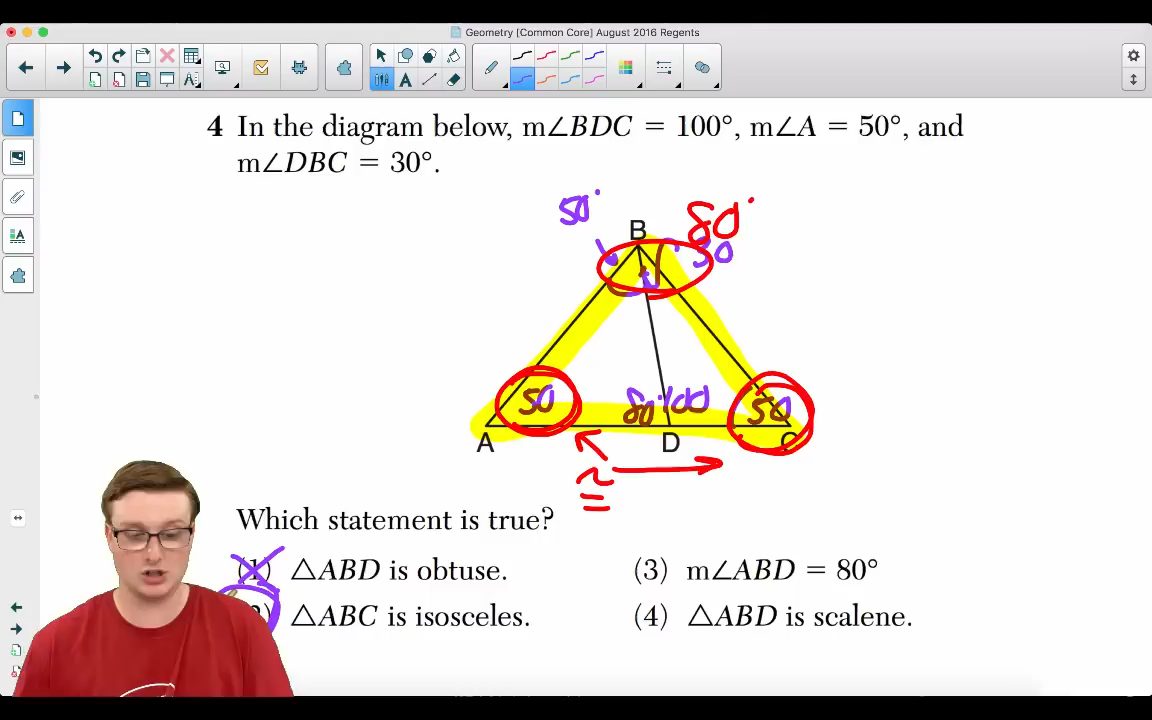 Geometry [Common Core] August 2016 Regents
4 In the diagram below, m∠BDC = 100°, m∠A = 50°, and
m∠DBC = 30°.
50°
80°
B
30
50
80°
100
50
A
D
C
≅
Which statement is true?
(1) △ABD is obtuse.
(3) m∠ABD = 80°
△ABC is isosceles.
(4) △ABD is scalene.